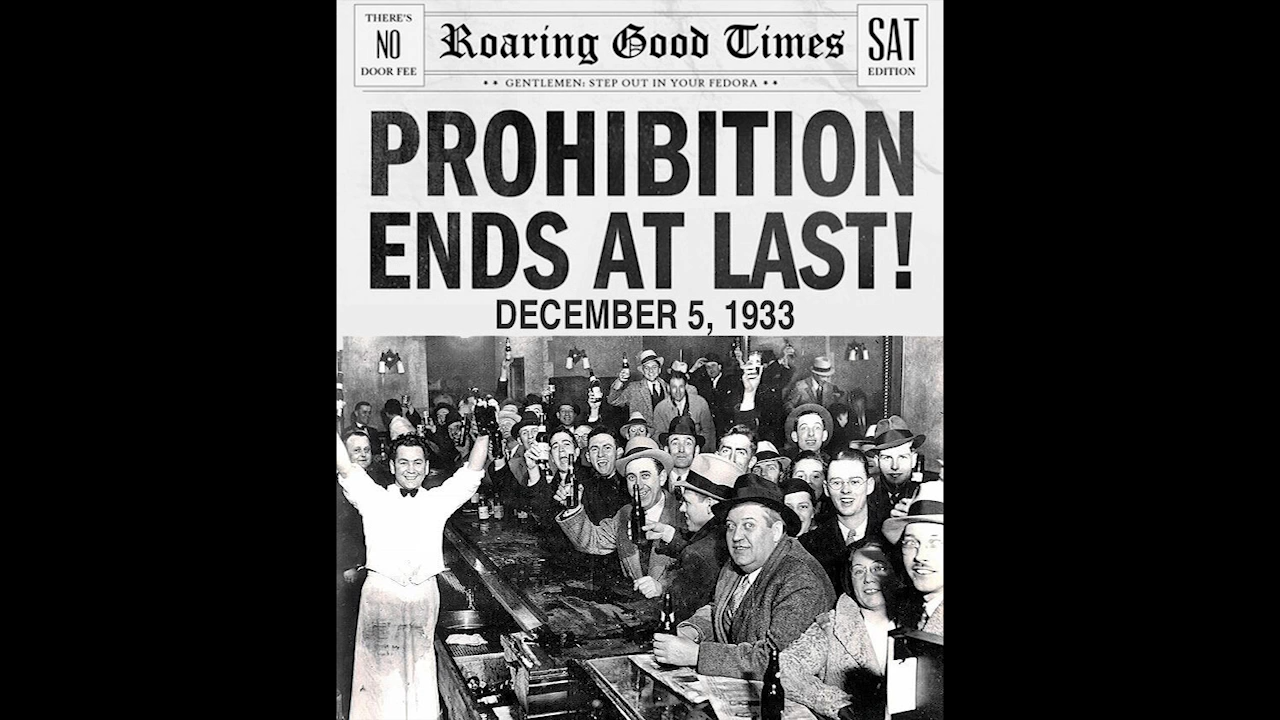 THERE'S
NO
DOOR FEE
Roaring Good Times
GENTLEMEN: STEP OUT IN YOUR FEDORA
SAT
EDITION
PROHIBITION
ENDS AT LAST!
DECEMBER 5, 1933